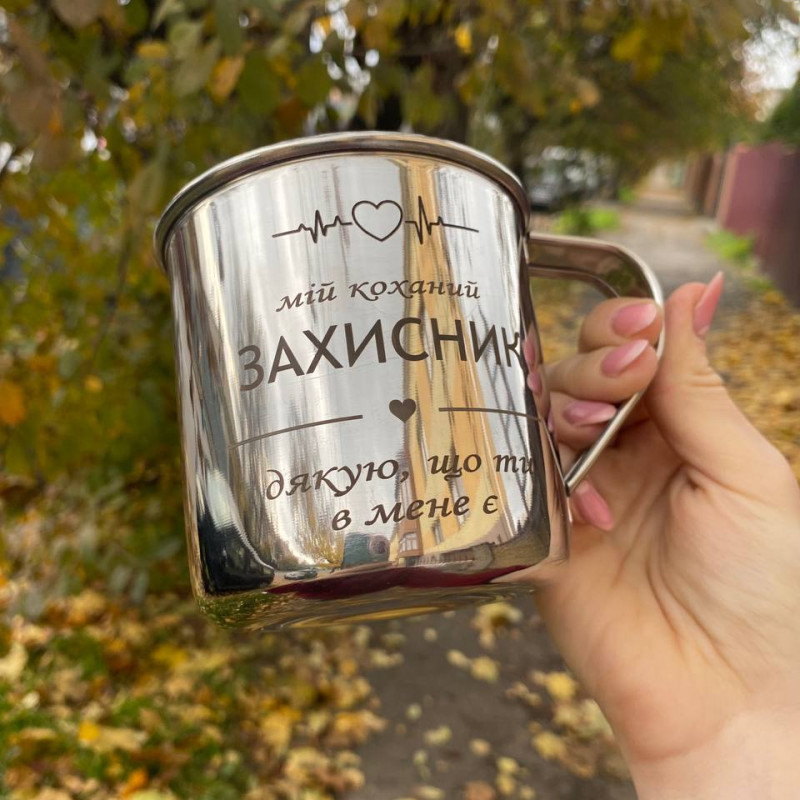 мій коханий
ЗАХИСНИК
дякую, що ти
в мене є